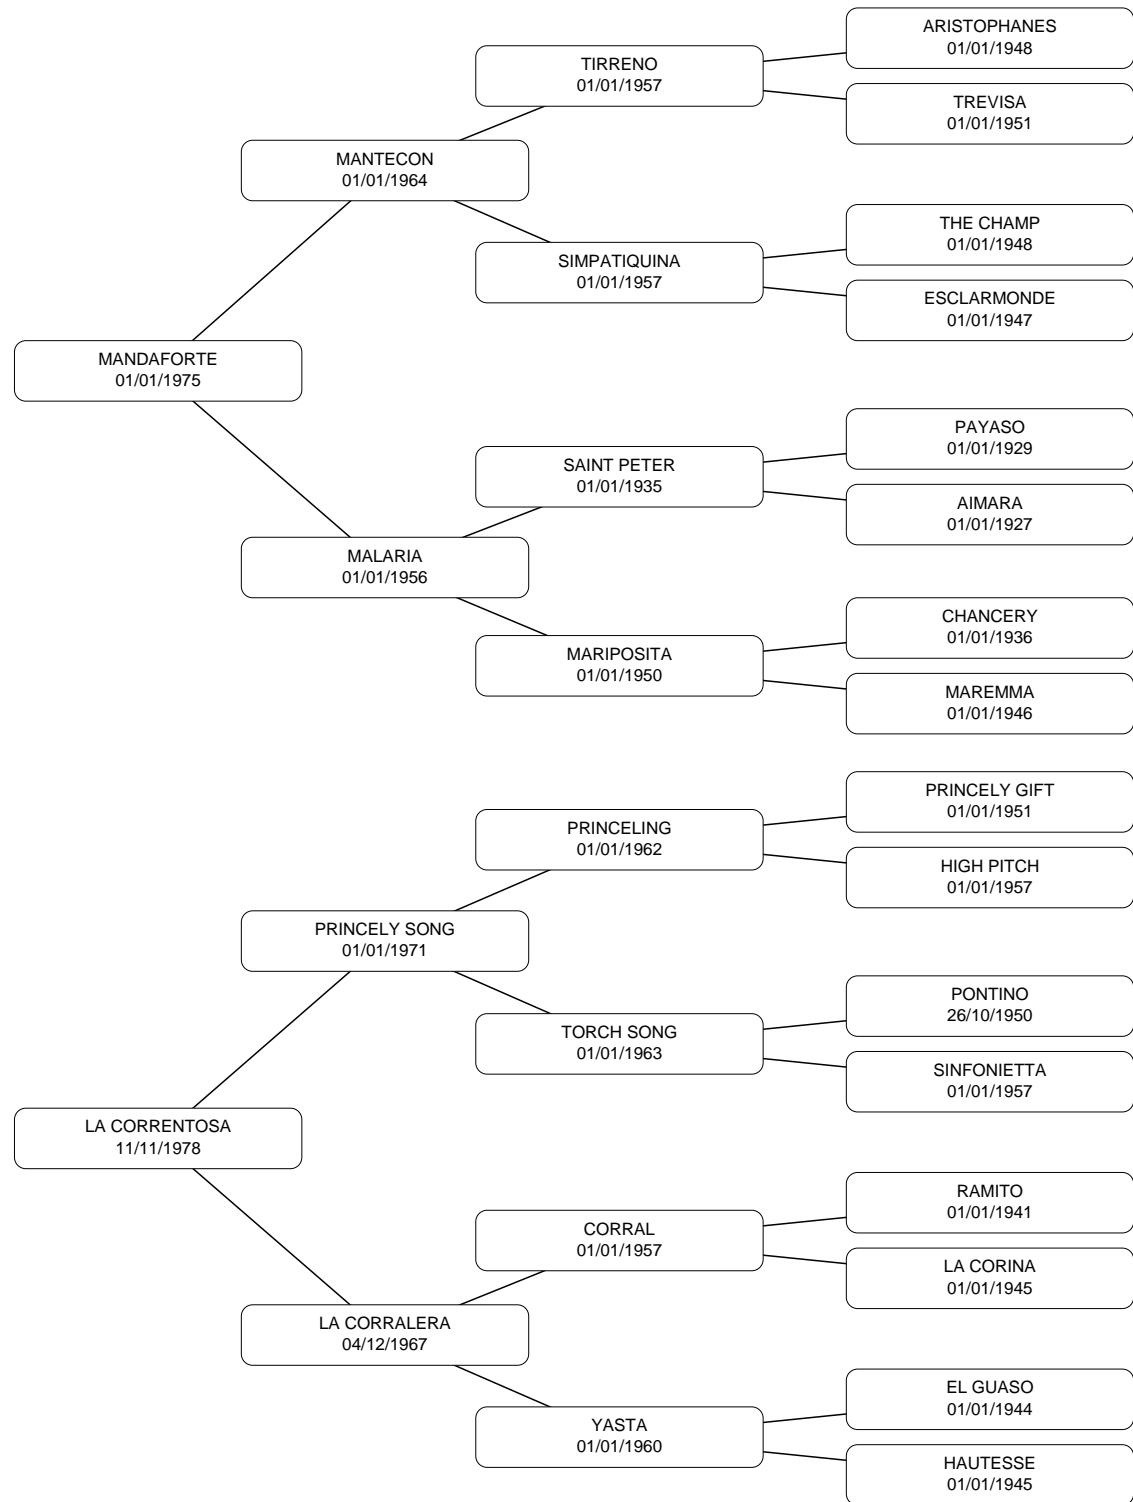 ARISTOPHANES
01/01/1948
TIRRENO
01/01/1957
TREVISA
01/01/1951
MANTECON
01/01/1964
THE CHAMP
01/01/1948
SIMPATIQUINA
01/01/1957
ESCLARMONDE
01/01/1947
MANDAFORTE
01/01/1975
PAYASO
01/01/1929
SAINT PETER
01/01/1935
AIMARA
01/01/1927
MALARIA
01/01/1956
CHANCERY
01/01/1936
MARIPOSITA
01/01/1950
MAREMMA
01/01/1946
PRINCELY GIFT
01/01/1951
PRINCELING
01/01/1962
HIGH PITCH
01/01/1957
PRINCELY SONG
01/01/1971
PONTINO
26/10/1950
TORCH SONG
01/01/1963
SINFONIETTA
01/01/1957
LA CORRENTOSA
11/11/1978
RAMITO
01/01/1941
CORRAL
01/01/1957
LA CORINA
01/01/1945
LA CORRALERA
04/12/1967
EL GUASO
01/01/1944
YASTA
01/01/1960
HAUTESSE
01/01/1945